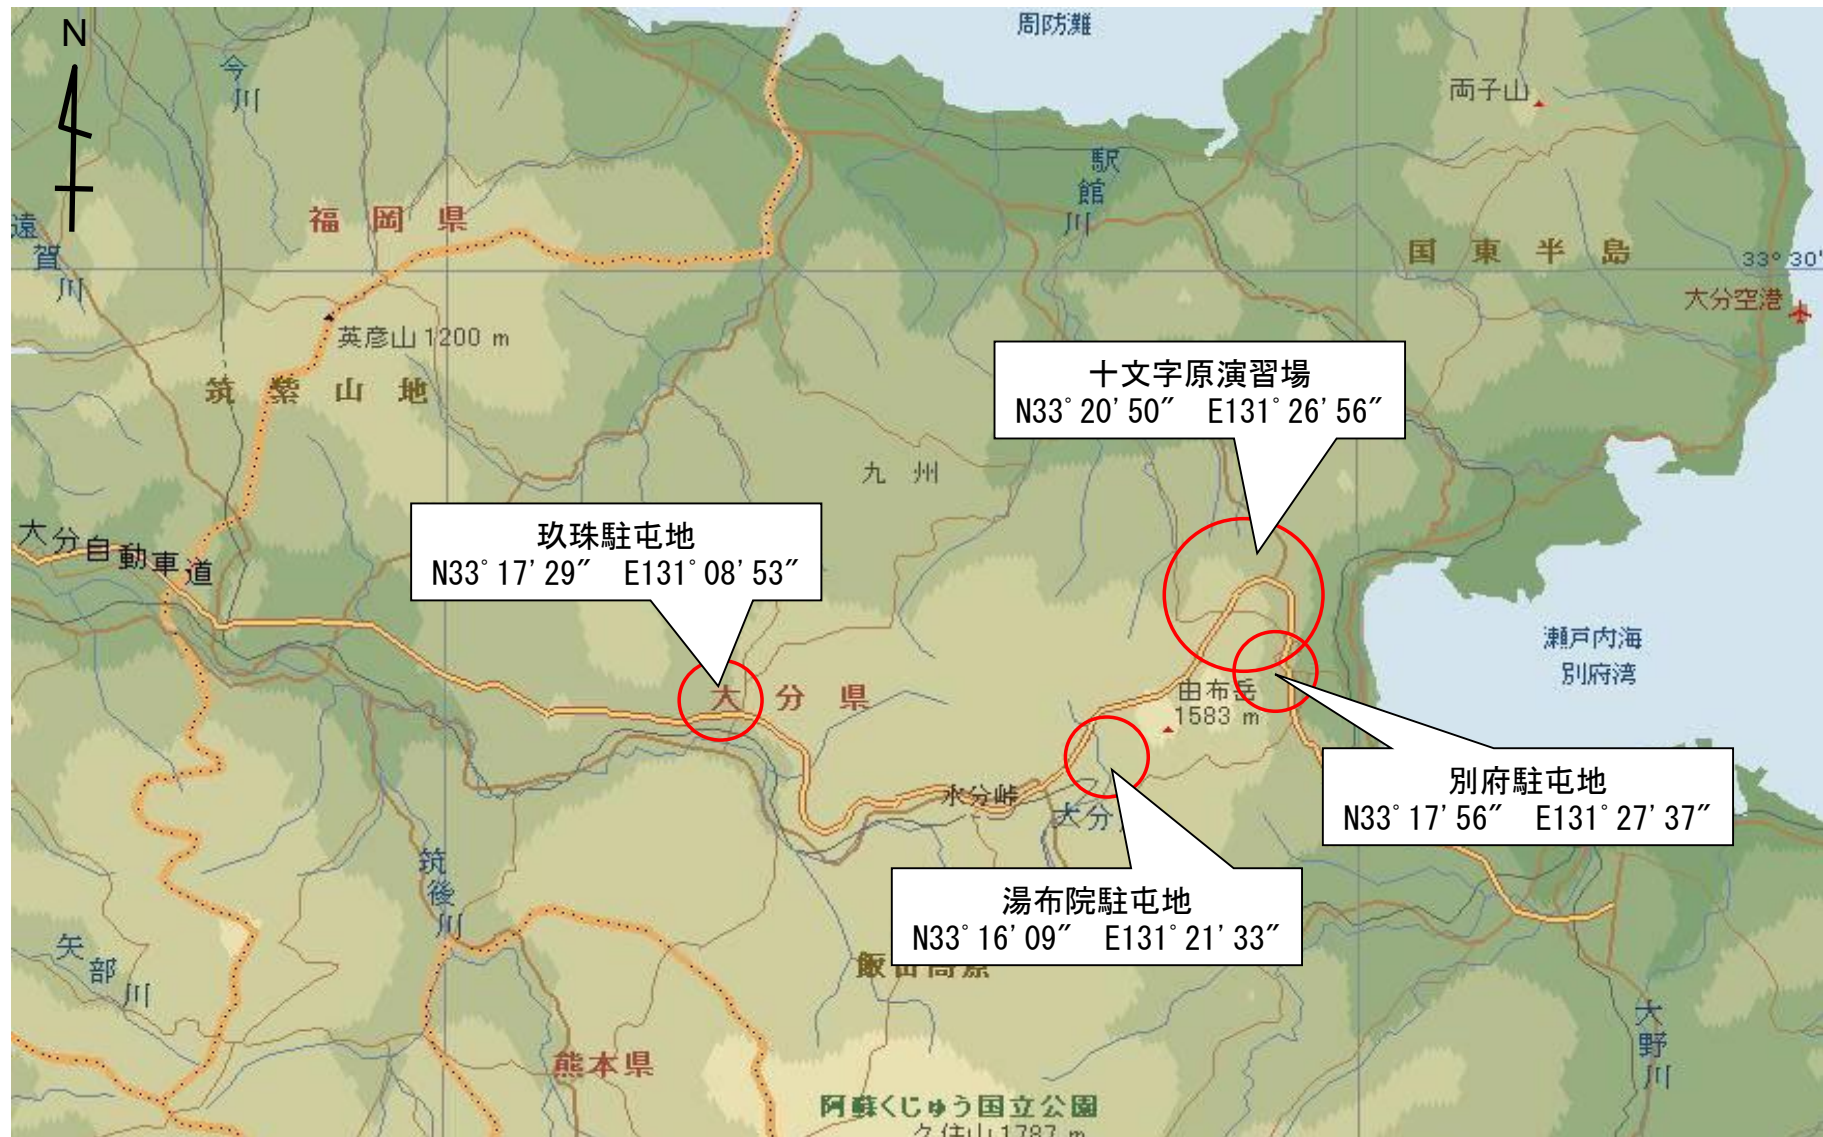 N
周防灘
今川
両子山
駅館川
遠賀川
福岡県
国東半島
33° 30'
大分空港
英彦山 1200 m
筑紫山地
十文字原演習場
N33°20'50″ E131°26'56″
九州
玖珠駐屯地
N33°17'29″ E131°08'53″
大分自動車道
瀬戸内海
別府湾
大分県
由布岳
1583 m
別府駐屯地
N33°17'56″ E131°27'37″
水分峠
大分
筑後川
湯布院駐屯地
N33°16'09″ E131°21'33″
矢部川
大野川
熊本県
阿蘇くじゅう国立公園
久住山 1787 m